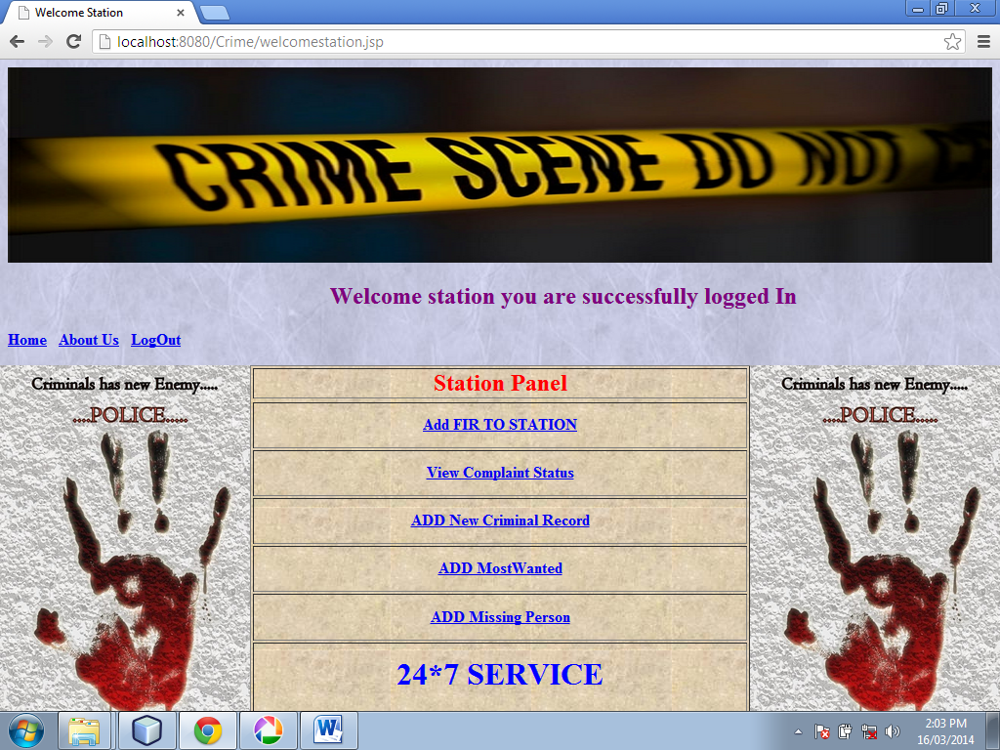 Welcome Station
localhost:8080/Crime/welcomestation.jsp
CRIME SCENE DO NOT
Welcome station you are successfully logged In
Home About Us LogOut
Criminals has new Enemy.....
....POLICE.....
Station Panel
Add FIR TO STATION
View Complaint Status
ADD New Criminal Record
ADD MostWanted
ADD Missing Person
24*7 SERVICE
Criminals has new Enemy.....
....POLICE.....
2:03 PM
16/03/2014